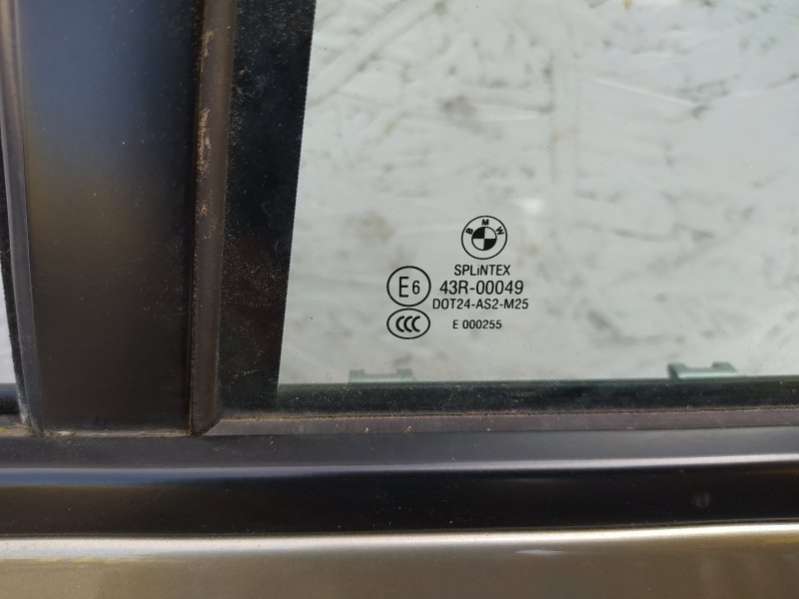 BMW
SPLiNTEX
E6 43R-00049
DOT24-AS2-M25
CCC E 000255